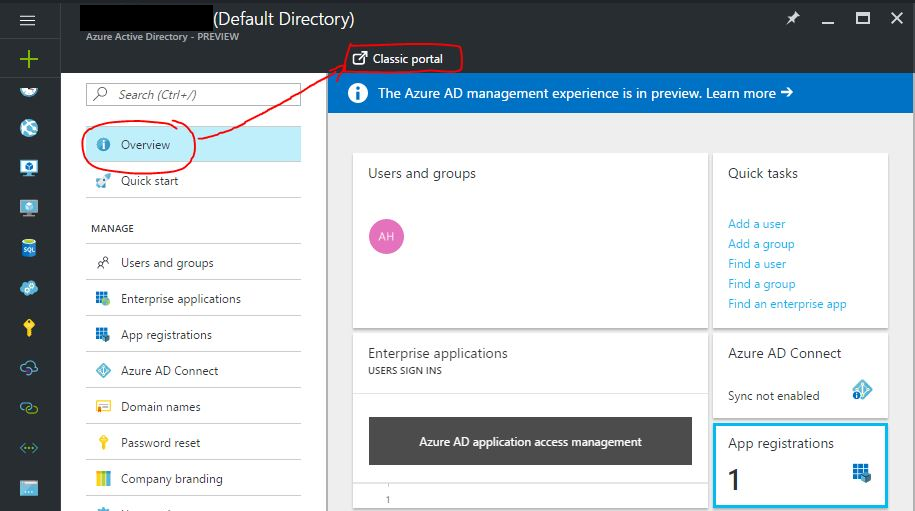 (Default Directory)
Azure Active Directory - PREVIEW
Classic portal
Search (Ctrl+/)
Overview
Quick start
MANAGE
Users and groups
Enterprise applications
App registrations
Azure AD Connect
Domain names
Password reset
Company branding
The Azure AD management experience is in preview. Learn more →
Users and groups
AH
Quick tasks
Add a user
Add a group
Find a user
Find a group
Find an enterprise app
Enterprise applications
USERS SIGN INS
Azure AD application access management
1
Azure AD Connect
Sync not enabled
App registrations
1
SQL